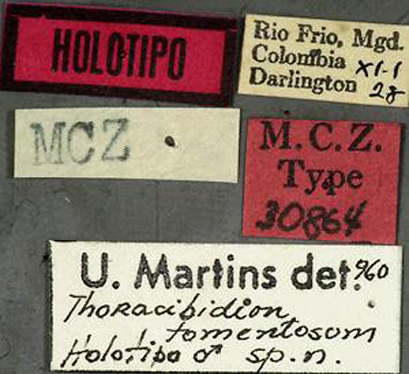 HOLOTIPO
Rio Frio, Mgd.
Colombia XI-1
Darlington 28
MCZ
M.C.Z.
Type
30864
U. Martins det. 960
Thoracibidion
tomentosum
Holotipo ♂ sp.n.